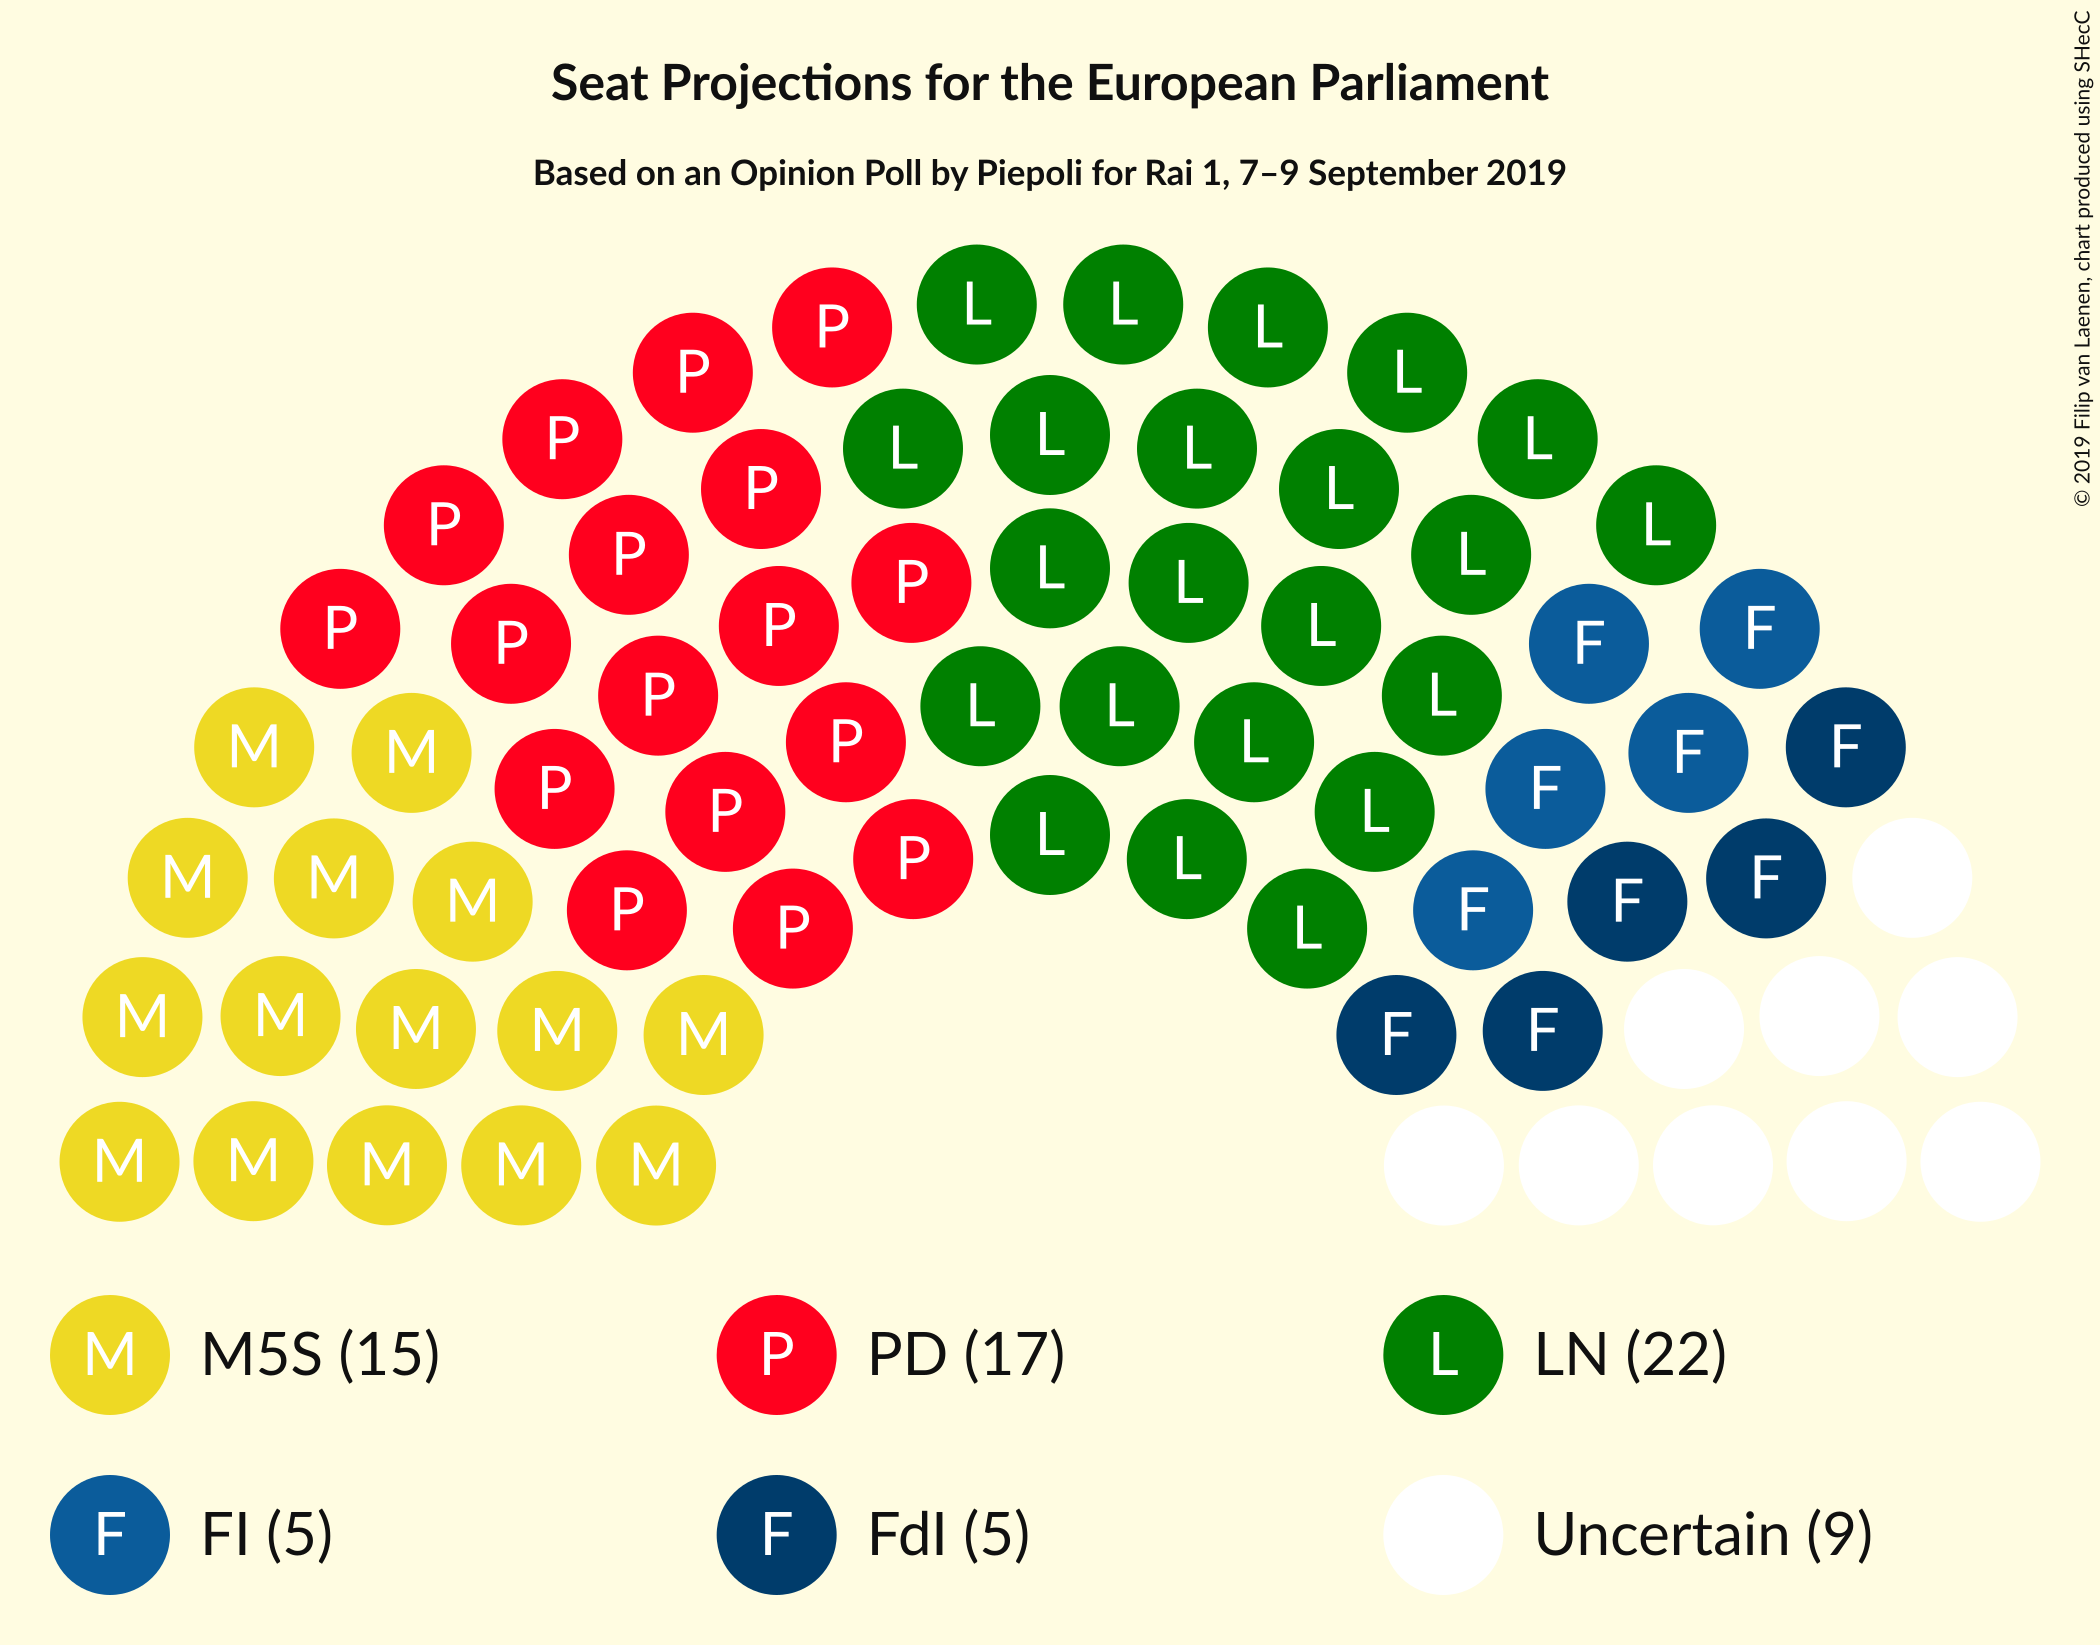 Seat Projections for the European Parliament
Based on an Opinion Poll by Piepoli for Rai 1, 7–9 September 2019
© 2019 Filip van Laenen, chart produced using SHecC
L L
P L
P L
L
P L L L
P P L
P L
P P L L
P P L
P P L F F
P L
L L
M M P L F F
P L
P L F
M M M P P L F F F
P L
M M M M M F F
M M M M M
M M5S (15)
P PD (17)
L LN (22)
F FI (5)
F FdI (5)
Uncertain (9)